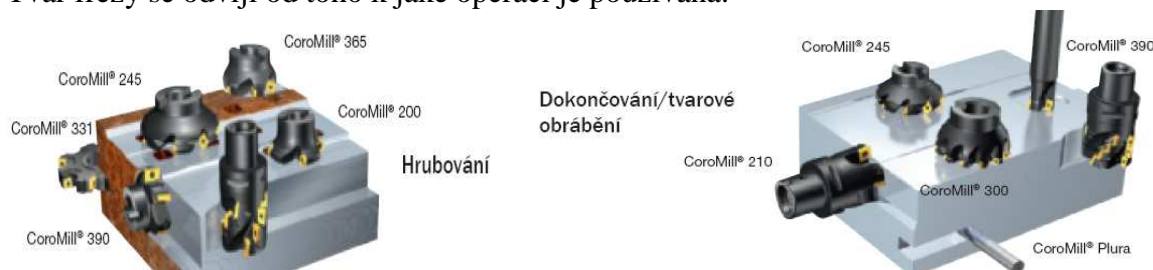 CoroMill® 365
CoroMill® 245
CoroMill® 331
CoroMill® 200
Hrubování
CoroMill® 390
Dokončování/tvarové
obrábění
CoroMill® 245
CoroMill® 390
CoroMill® 210
CoroMill® 300
CoroMill® Plura